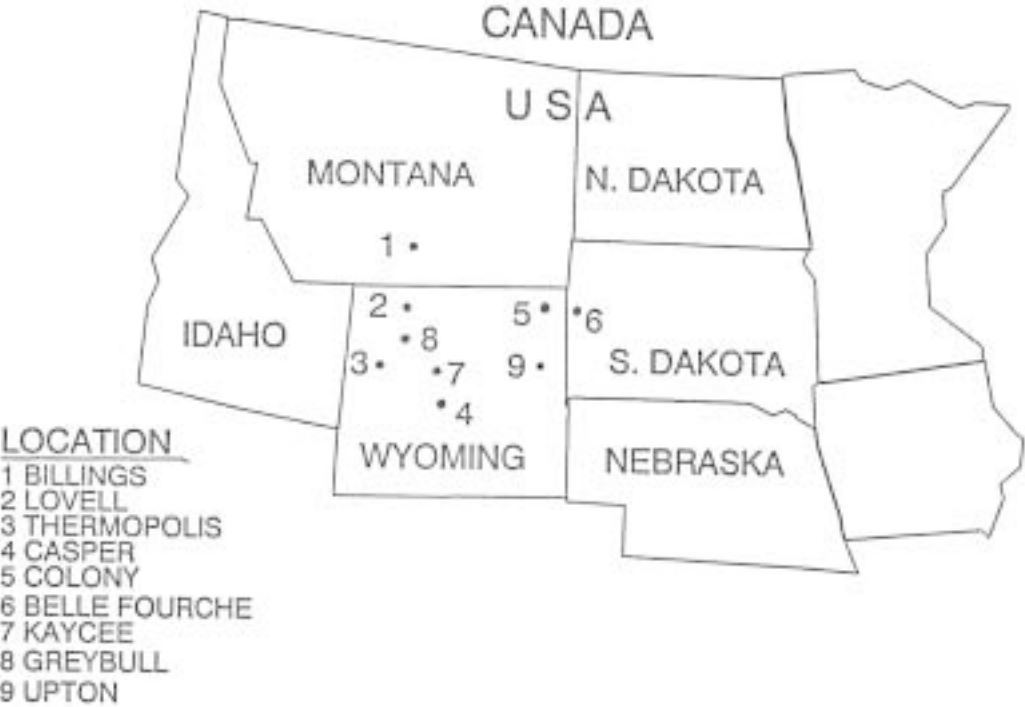 CANADA
U S A
MONTANA
N. DAKOTA
1
2
5
6
IDAHO
8
3
7
9
S. DAKOTA
4
WYOMING
NEBRASKA
LOCATION
1 BILLINGS
2 LOVELL
3 THERMOPOLIS
4 CASPER
5 COLONY
6 BELLE FOURCHE
7 KAYCEE
8 GREYBULL
9 UPTON